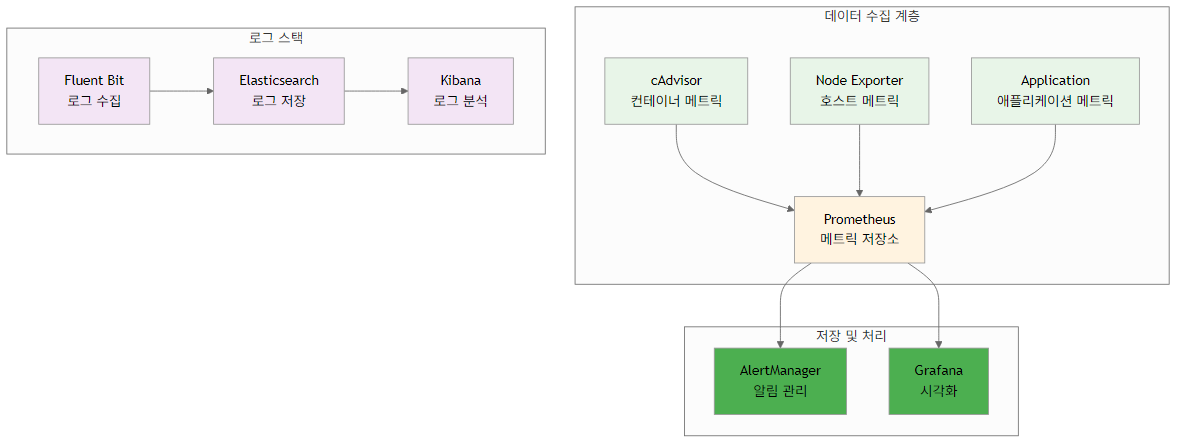 로그 스택
Fluent Bit
로그 수집
Elasticsearch
로그 저장
Kibana
로그 분석
데이터 수집 계층
cAdvisor
컨테이너 메트릭
Node Exporter
호스트 메트릭
Application
애플리케이션 메트릭
Prometheus
메트릭 저장소
저장 및 처리
AlertManager
알림 관리
Grafana
시각화